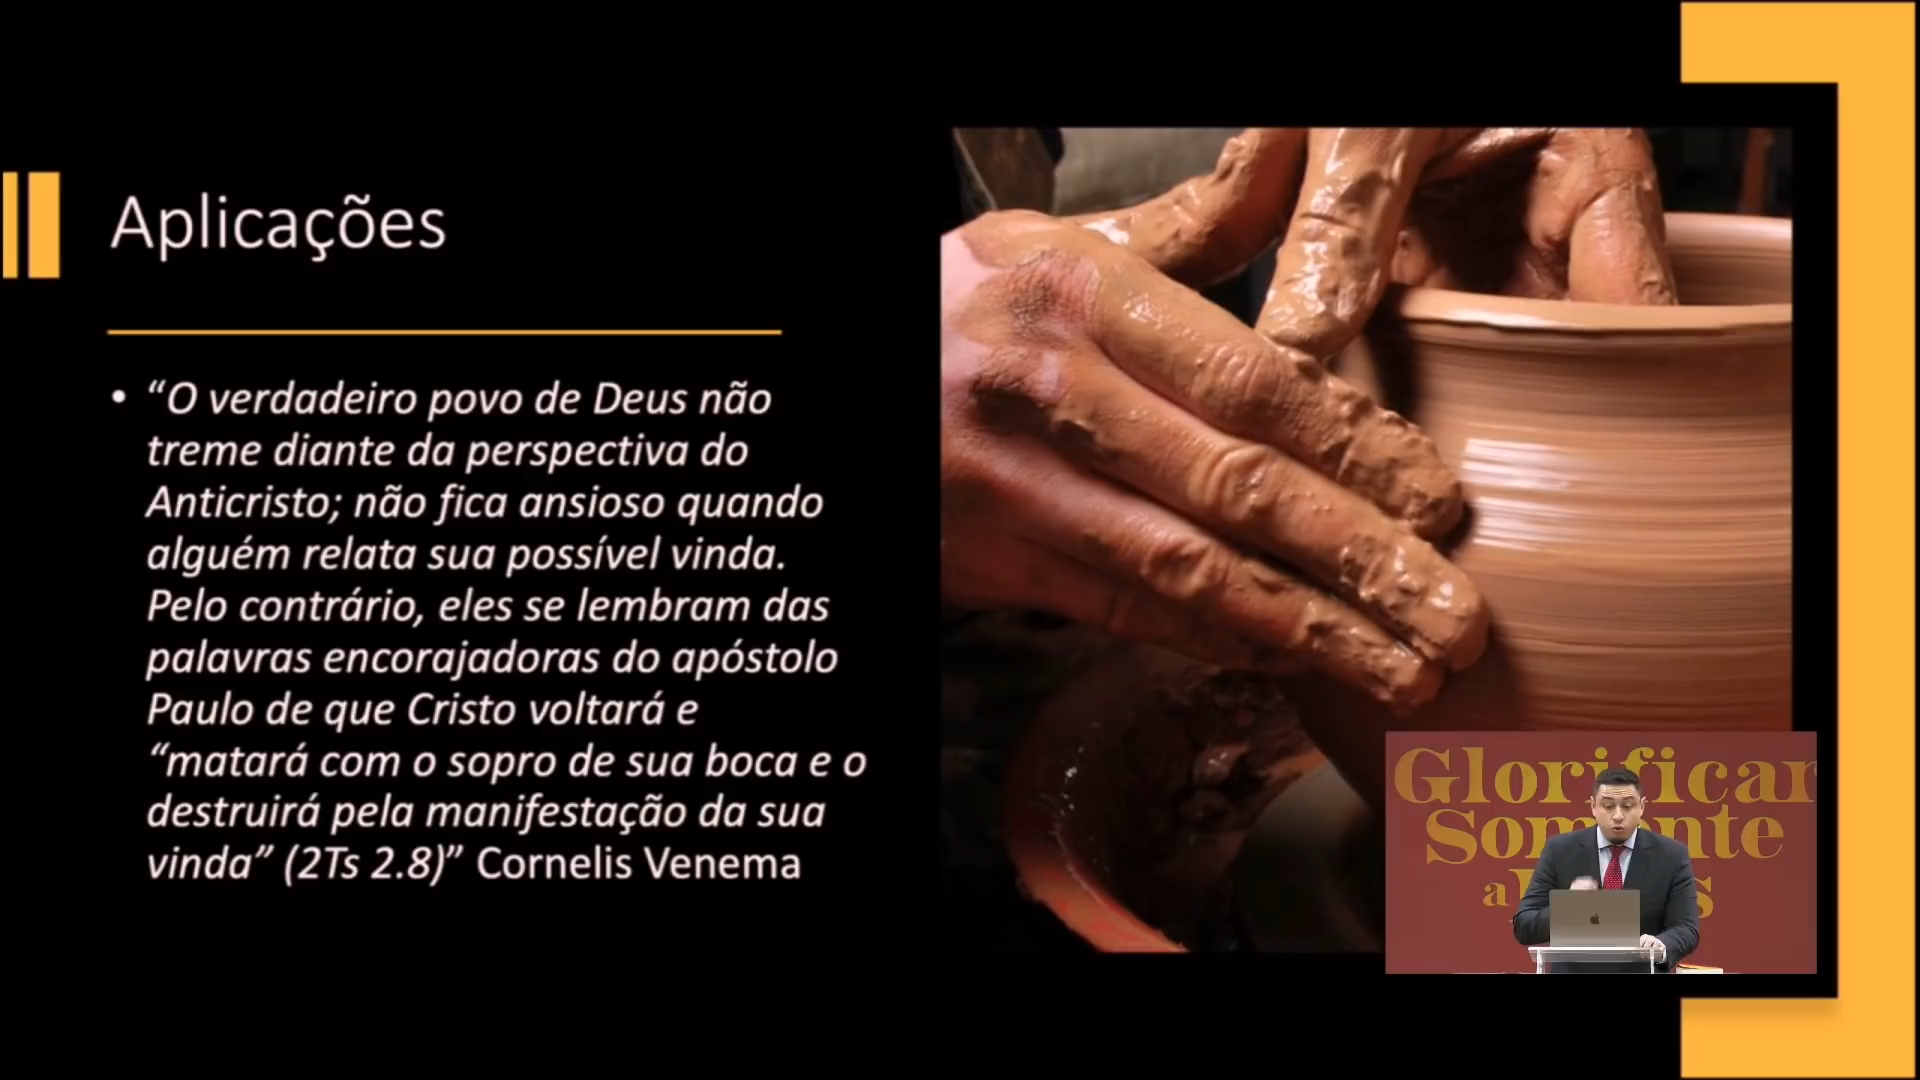 Aplicações
• “O verdadeiro povo de Deus não
treme diante da perspectiva do
Anticristo; não fica ansioso quando
alguém relata sua possível vinda.
Pelo contrário, eles se lembram das
palavras encorajadoras do apóstolo
Paulo de que Cristo voltará e
“matará com o sopro de sua boca e o
destruirá pela manifestação da sua
vinda” (2Ts 2.8)” Cornelis Venema
Glorificar
Somente
a